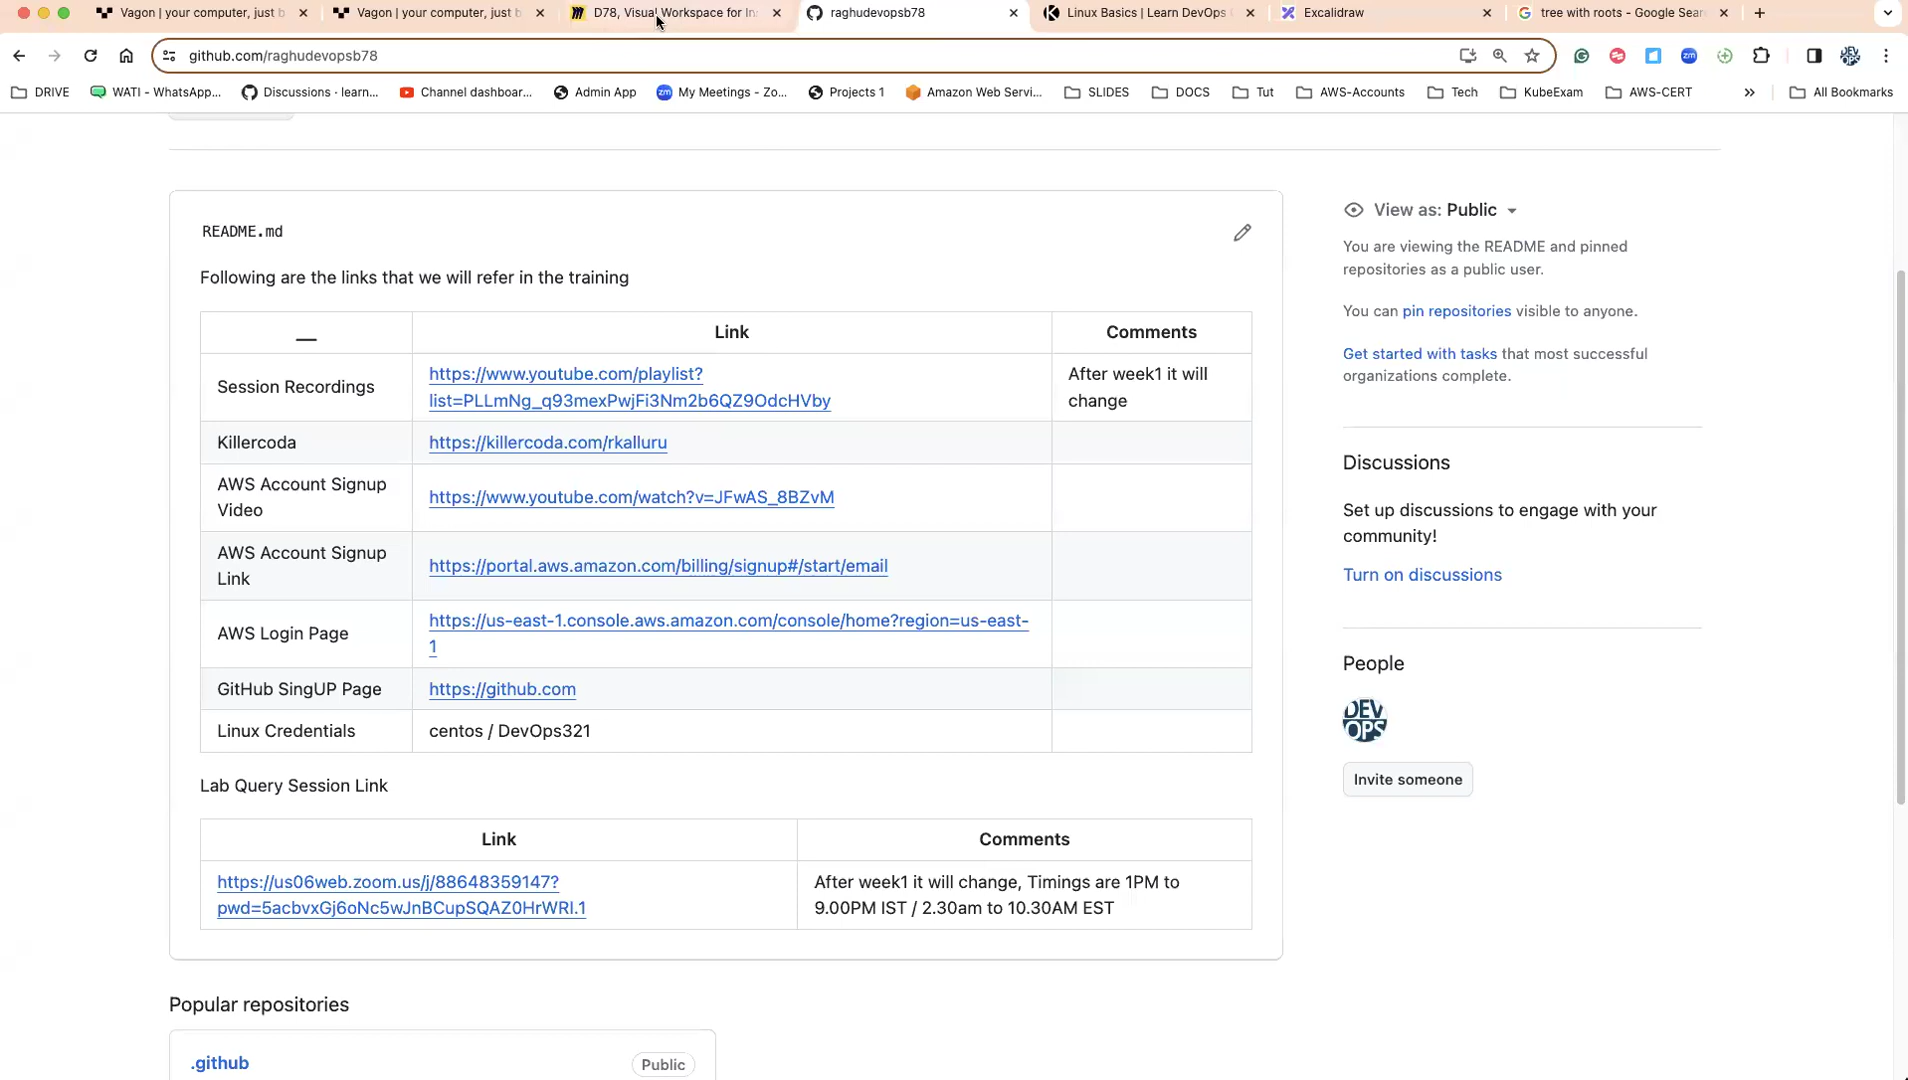 Vagon | your computer, just b
Vagon | your computer, just b
D78, Visual Workspace for In
raghudevopsb78
Linux Basics | Learn DevOps
Excalidraw
tree with roots - Google Sear
github.com/raghudevopsb78
DRIVE
WATI - WhatsApp...
Discussions · learn...
Channel dashboar...
Admin App
My Meetings - Zo...
Projects 1
Amazon Web Servi...
SLIDES
DOCS
Tut
AWS-Accounts
Tech
KubeExam
AWS-CERT
All Bookmarks
README.md
Following are the links that we will refer in the training
Link
Comments
Session Recordings
https://www.youtube.com/playlist?
list=PLLmNg_q93mexPwjFi3Nm2b6QZ9OdcHVby
After week1 it will
change
Killercoda
https://killercoda.com/rkalluru
AWS Account Signup
Video
https://www.youtube.com/watch?v=JFwAS_8BZvM
AWS Account Signup
Link
https://portal.aws.amazon.com/billing/signup#/start/email
AWS Login Page
https://us-east-1.console.aws.amazon.com/console/home?region=us-east-
1
GitHub SingUP Page
https://github.com
Linux Credentials
centos / DevOps321
Lab Query Session Link
Link
Comments
https://us06web.zoom.us/j/88648359147?
pwd=5acbvxGj6oNc5wJnBCupSQAZ0HrWRI.1
After week1 it will change, Timings are 1PM to
9.00PM IST / 2.30am to 10.30AM EST
Popular repositories
.github
Public
View as: Public
You are viewing the README and pinned
repositories as a public user.
You can pin repositories visible to anyone.
Get started with tasks that most successful
organizations complete.
Discussions
Set up discussions to engage with your
community!
Turn on discussions
People
DEV
OPS
Invite someone